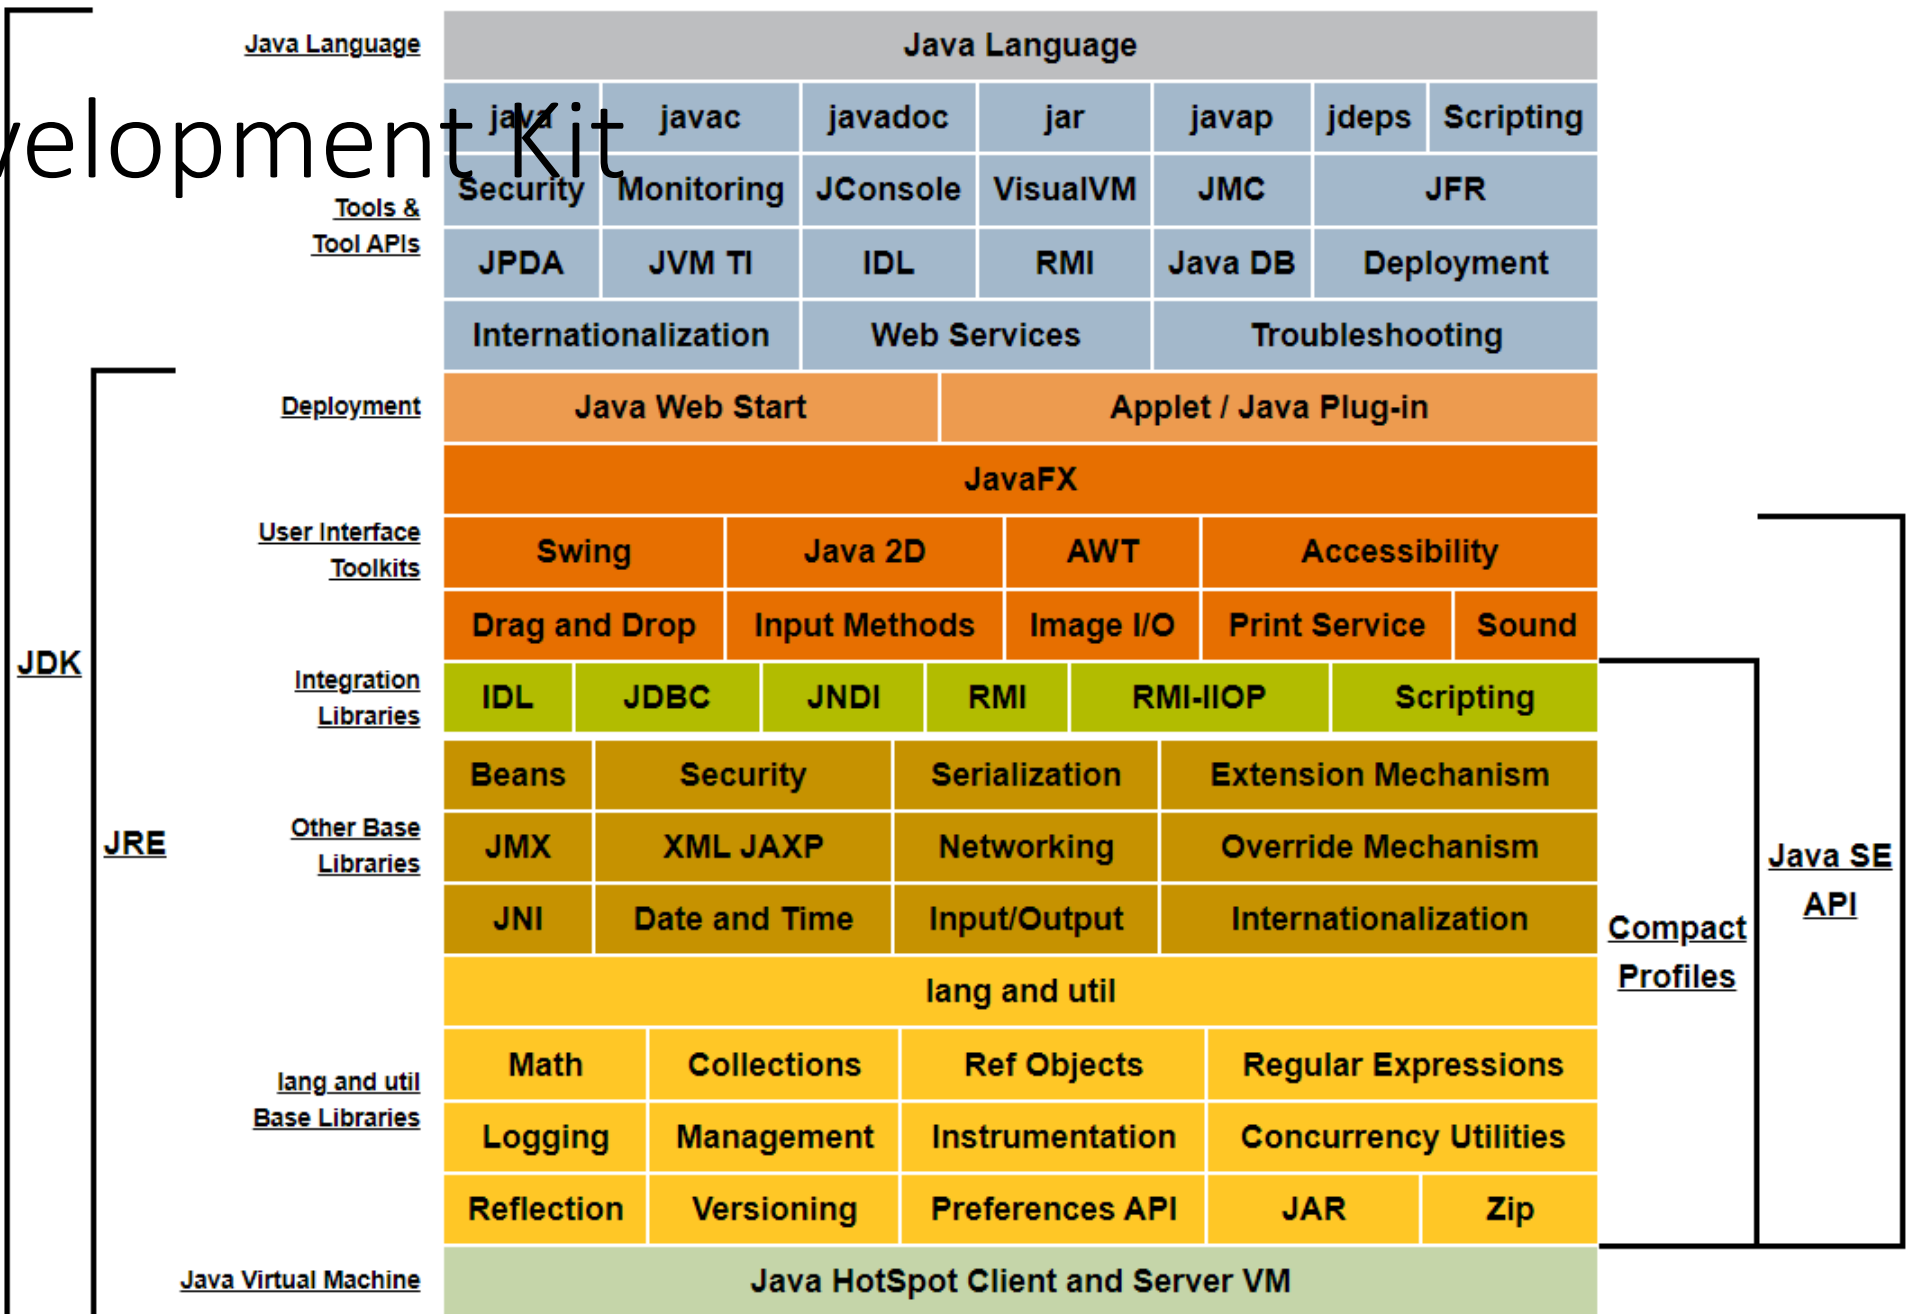 Java Language
Java Language
velopment Kit
java javac javadoc jar javap jdeps Scripting
Tools &
Tool APIs
Security Monitoring JConsole VisualVM JMC JFR
JPDA JVM TI IDL RMI Java DB Deployment
Internationalization Web Services Troubleshooting
Deployment
Java Web Start Applet / Java Plug-in
JavaFX
User Interface
Toolkits
Swing Java 2D AWT Accessibility
Drag and Drop Input Methods Image I/O Print Service Sound
JDK
Integration
Libraries
IDL JDBC JNDI RMI RMI-IIOP Scripting
JRE
Other Base
Libraries
Beans Security Serialization Extension Mechanism
JMX XML JAXP Networking Override Mechanism
JNI Date and Time Input/Output Internationalization
Java SE
API
Compact
Profiles
lang and util
lang and util
Base Libraries
Math Collections Ref Objects Regular Expressions
Logging Management Instrumentation Concurrency Utilities
Reflection Versioning Preferences API JAR Zip
Java Virtual Machine
Java HotSpot Client and Server VM